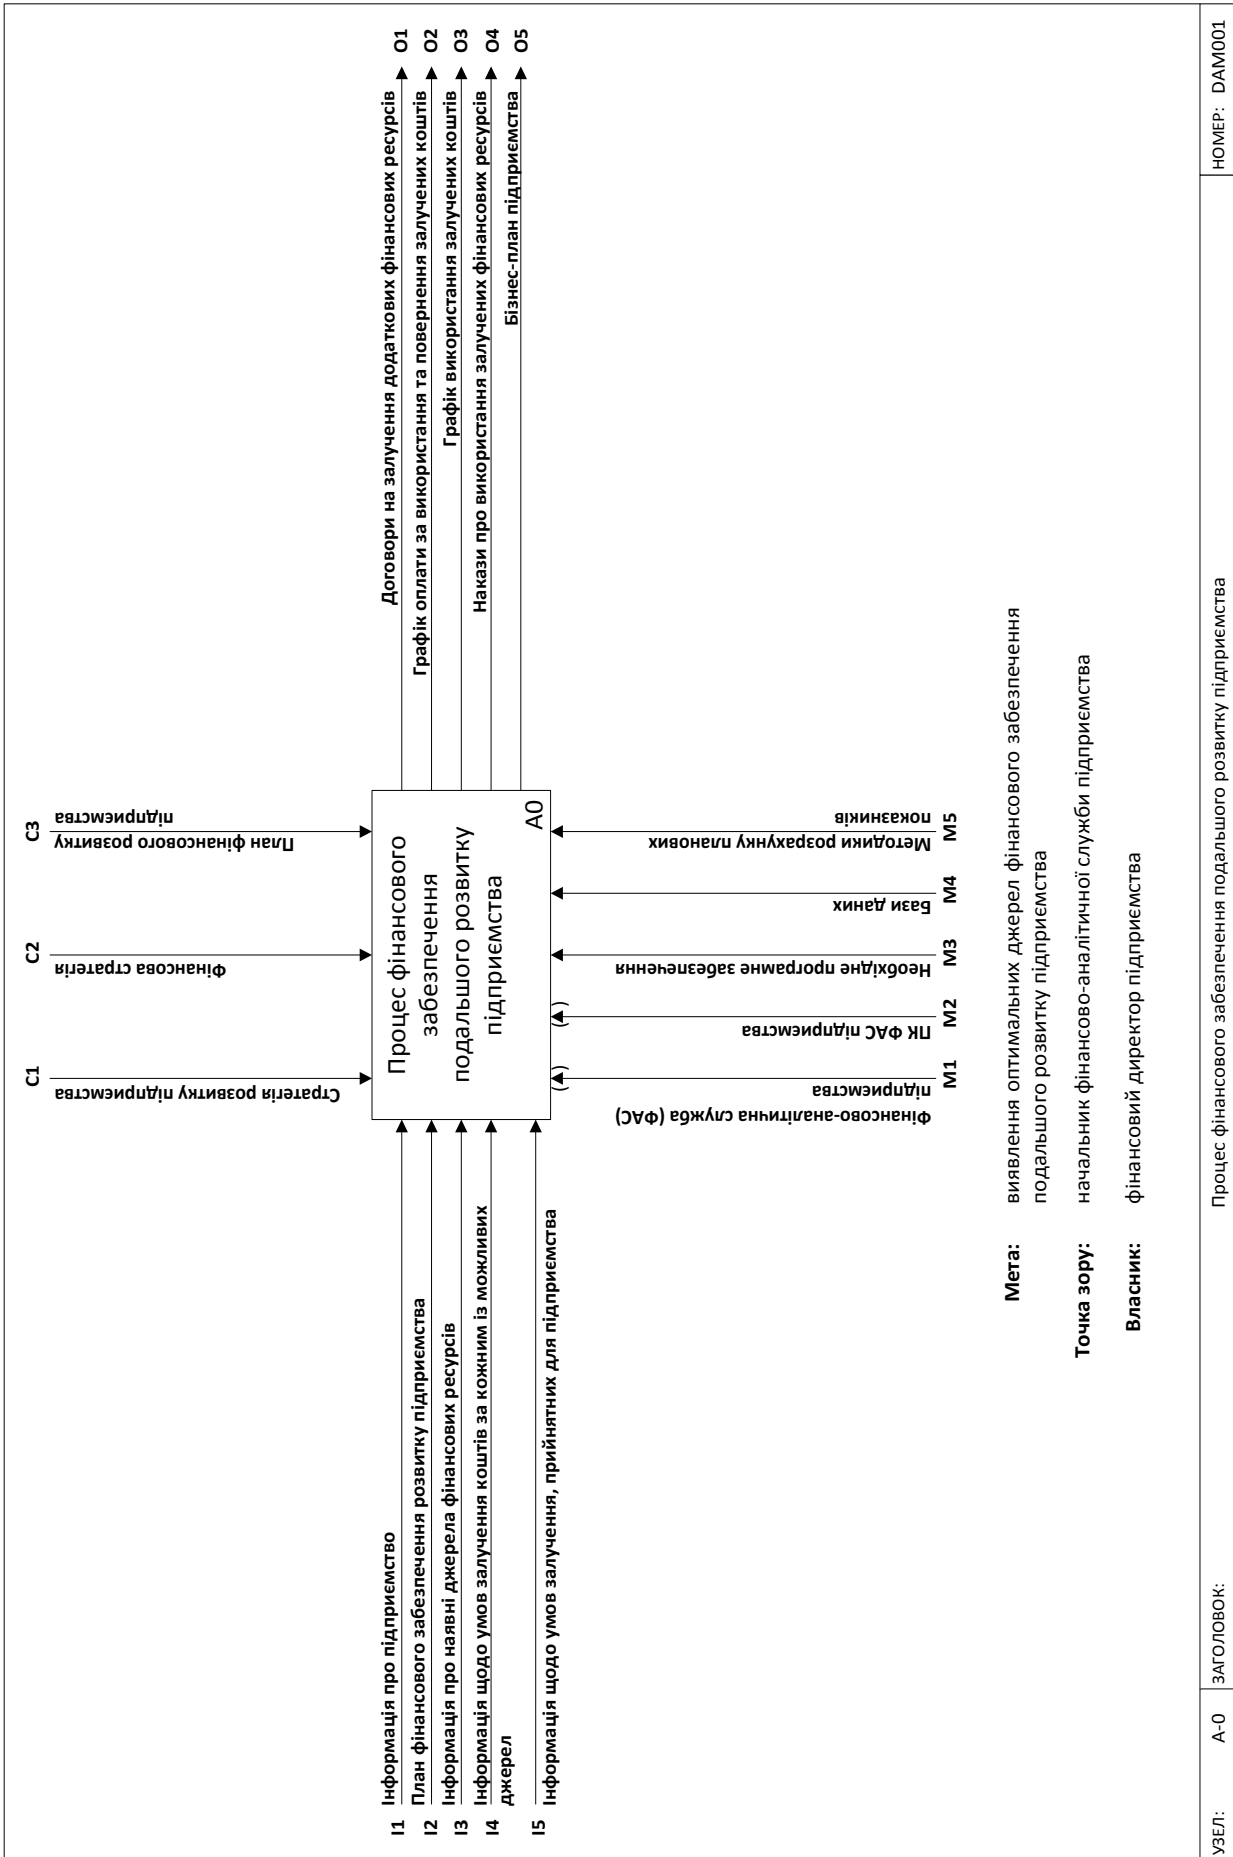 C1
C2
C3
Стратегія розвитку підприємства
Фінансова стратегія
План фінансового розвитку
підприємства
I1
Інформація про підприємство
I2
План фінансового забезпечення розвитку підприємства
I3
Інформація про наявні джерела фінансових ресурсів
I4
Інформація щодо умов залучення коштів за кожним із можливих
джерел
I5
Інформація щодо умов залучення, прийнятних для підприємства
Процес фінансового
забезпечення
подальшого розвитку
підприємства
A0
Договори на залучення додаткових фінансових ресурсів
O1
Графік оплати за використання та повернення залучених коштів
O2
Графік використання залучених коштів
O3
Накази про використання залучених фінансових ресурсів
O4
Бізнес-план підприємства
O5
Фінансово-аналітична служба (ФАС)
підприємства
ПК ФАС підприємства
Необхідне програмне забезпечення
Бази даних
Методики розрахунку планових
показників
M1
M2
M3
M4
M5
Мета: виявлення оптимальних джерел фінансового забезпечення
подальшого розвитку підприємства
Точка зору: начальник фінансово-аналітичної служби підприємства
Власник: фінансовий директор підприємства
УЗЕЛ: A-0 ЗАГОЛОВОК: Процес фінансового забезпечення подальшого розвитку підприємства НОМЕР: DAM001